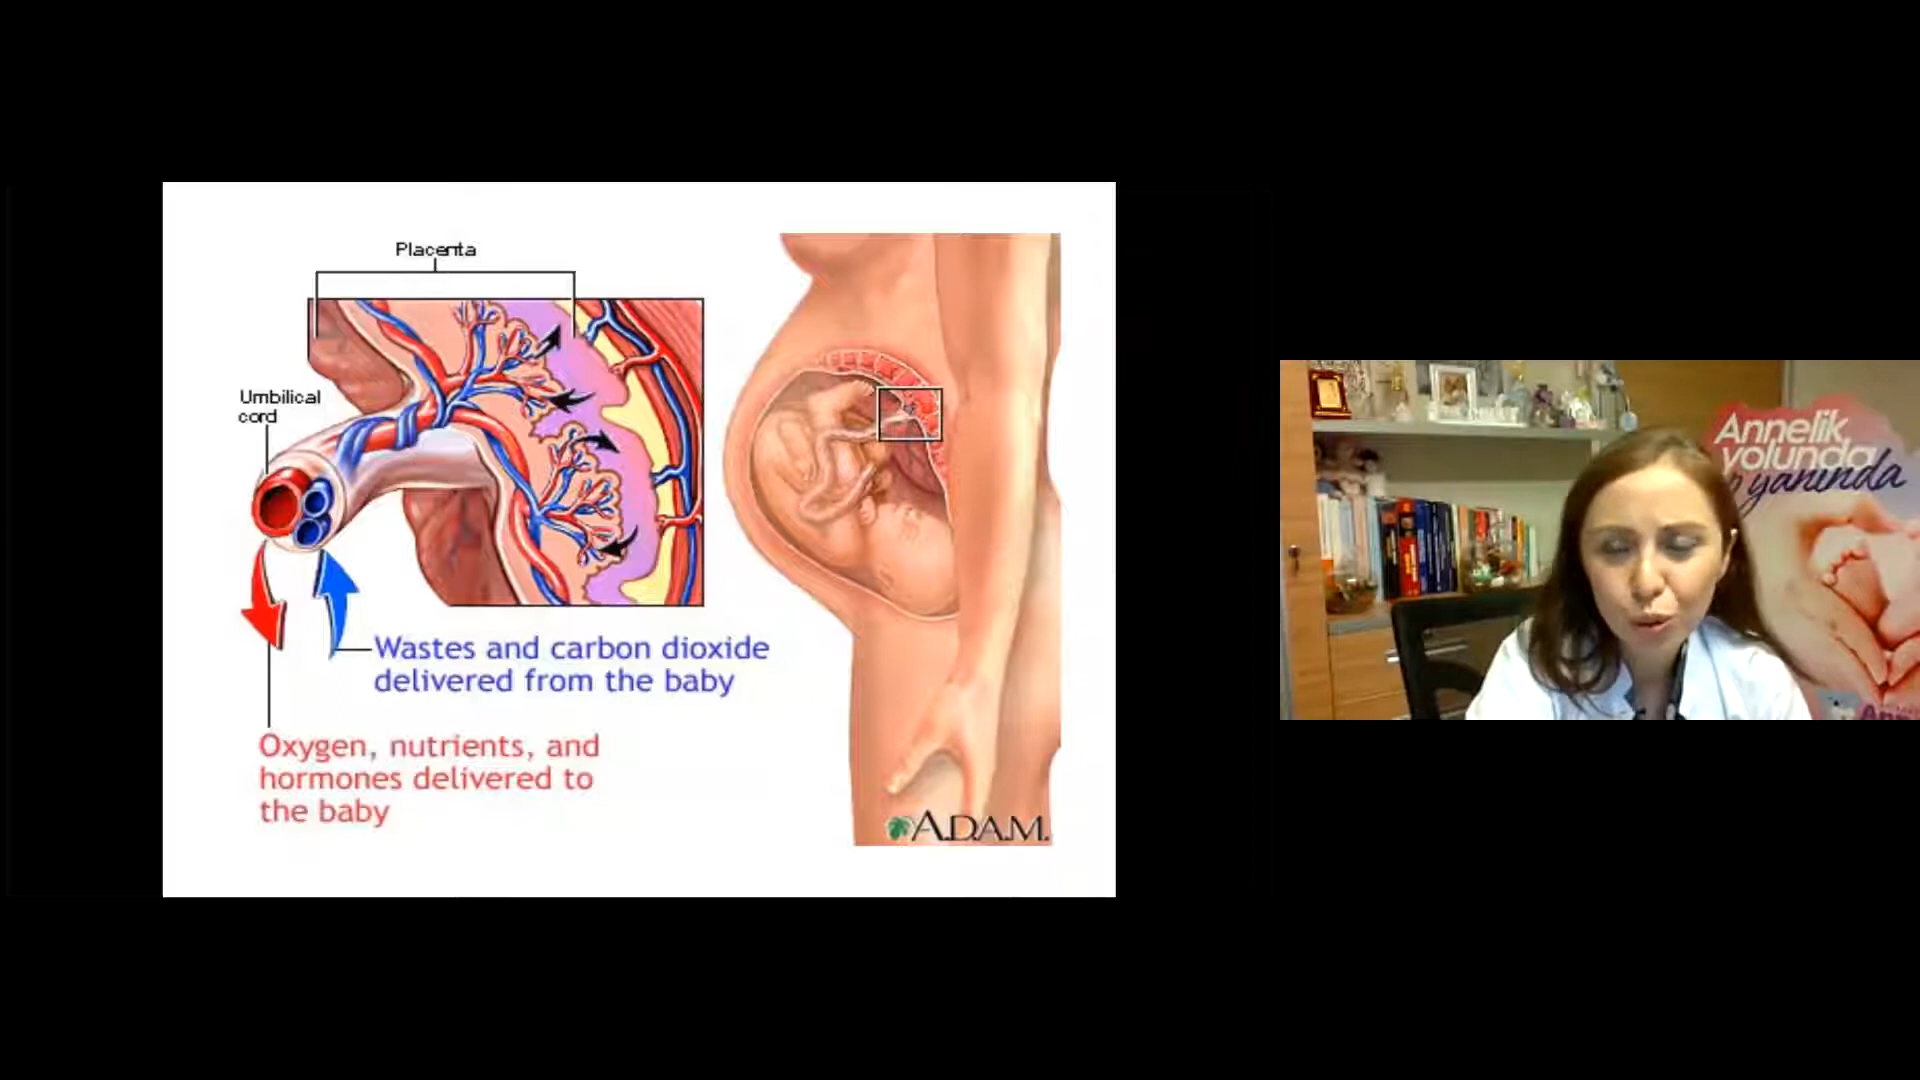 Placenta
Umbilical
cord
Wastes and carbon dioxide
delivered from the baby
Oxygen, nutrients, and
hormones delivered to
the baby
A.D.A.M.
Annelik
yolunda
yanında